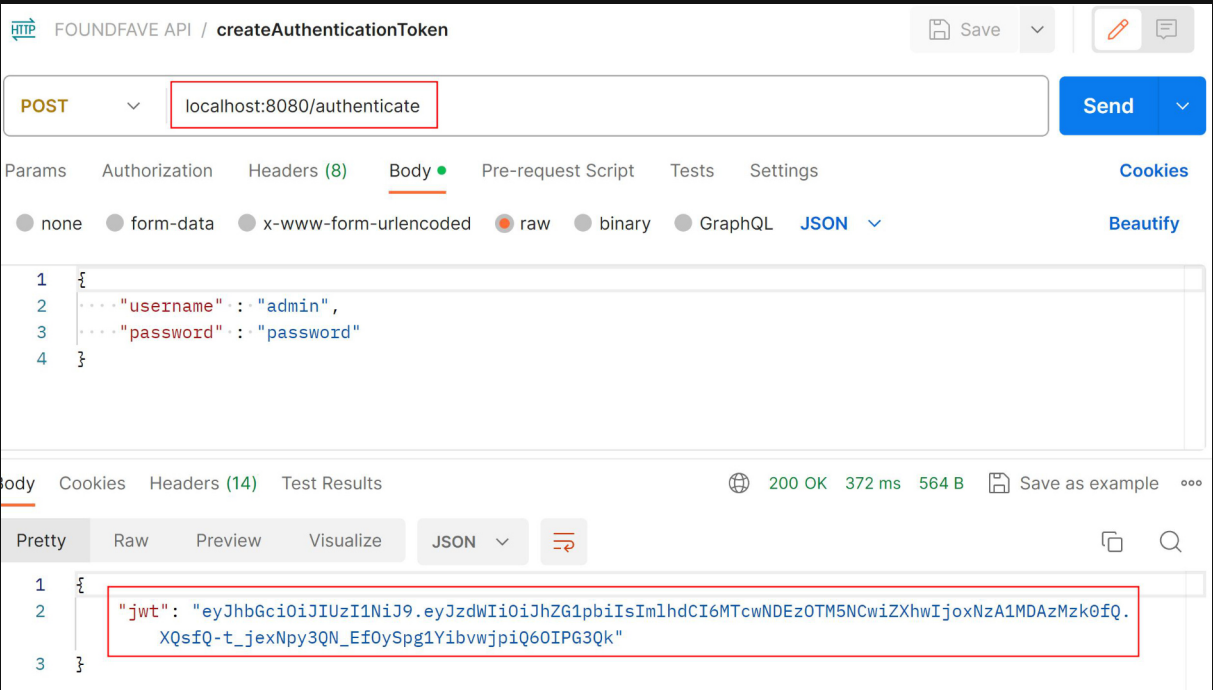 HTTP FOUNDFAVE API / createAuthenticationToken Save
POST localhost:8080/authenticate Send
Params Authorization Headers (8) Body Pre-request Script Tests Settings Cookies
none form-data x-www-form-urlencoded raw binary GraphQL JSON Beautify
1 {
2 ····"username"·:·"admin",
3 ····"password"·:·"password"
4 }
Body Cookies Headers (14) Test Results 200 OK 372 ms 564 B Save as example
Pretty Raw Preview Visualize JSON
1 {
2 "jwt": "eyJhbGciOiJIUzI1NiJ9.eyJzdWIiOiJhZG1pbiIsImlhdCI6MTcwNDEzOTM5NCwiZXhwIjoxNzA1MDAzMzk0fQ.
XQsfQ-t_jexNpy3QN_EfOySpg1YibvwjpiQ6OIPG3Qk"
3 }